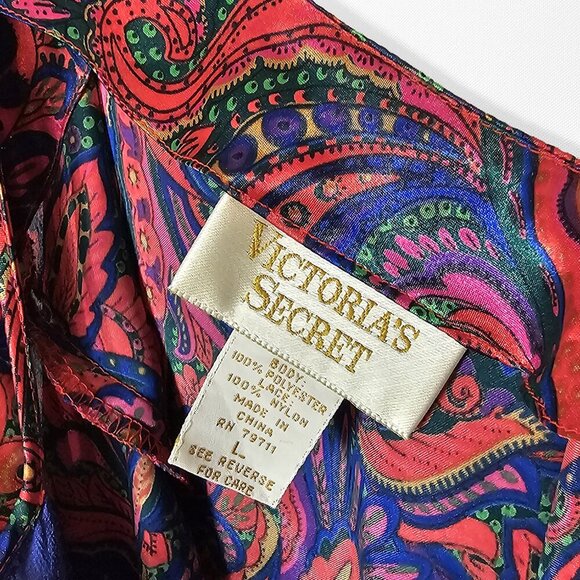 VICTORIA'S
SECRET
BODY:
100% POLYESTER
LACE:
100% NYLON
MADE IN
CHINA
RN 79711
L
SEE REVERSE
FOR CARE